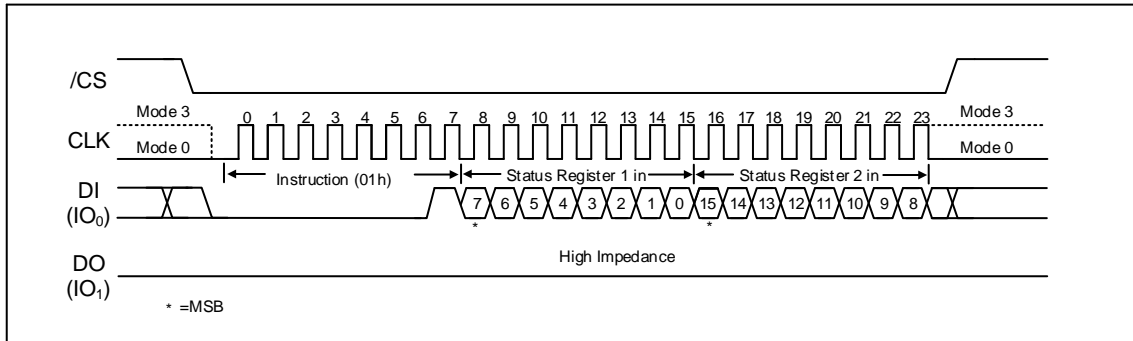 /CS
Mode 3
0 1 2 3 4 5 6 7 8 9 10 11 12 13 14 15 16 17 18 19 20 21 22 23
Mode 3
CLK
Mode 0
Mode 0
Instruction (01h)
Status Register 1 in
Status Register 2 in
DI
(IO0)
7 6 5 4 3 2 1 0 15 14 13 12 11 10 9 8
* *
High Impedance
DO
(IO1)
* =MSB